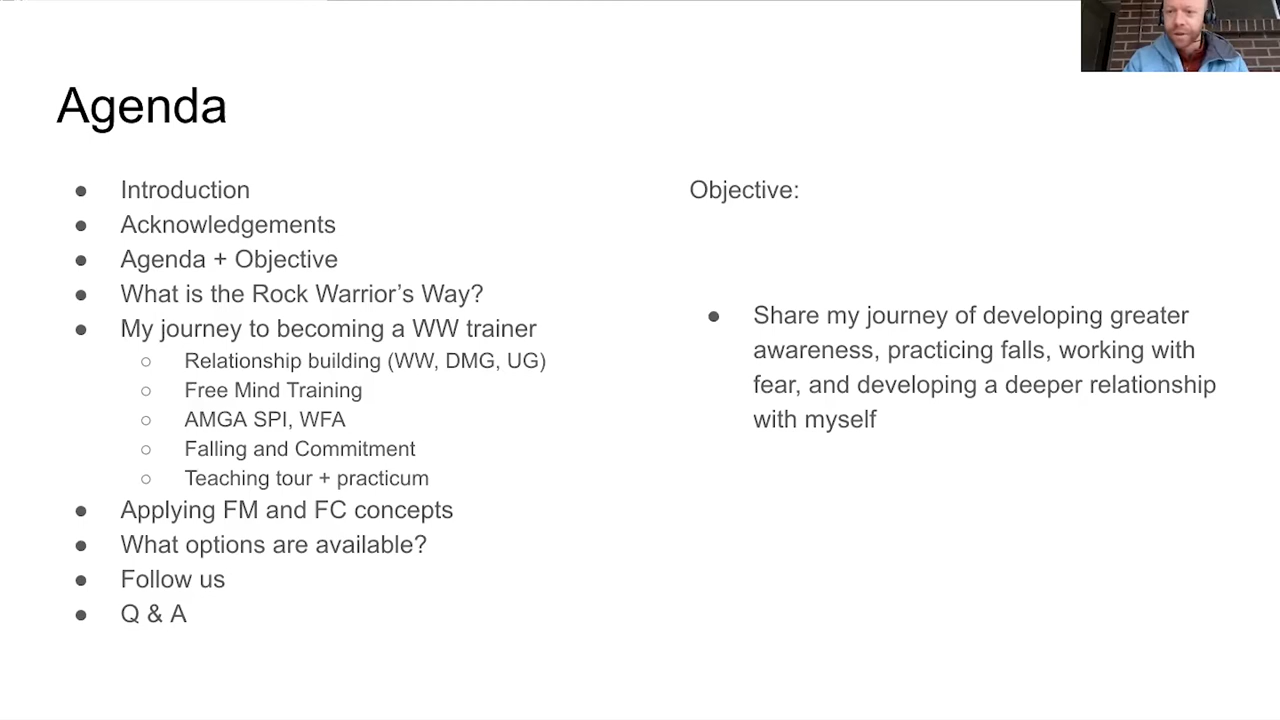 Agenda
Introduction
Acknowledgements
Agenda + Objective
What is the Rock Warrior’s Way?
My journey to becoming a WW trainer
Relationship building (WW, DMG, UG)
Free Mind Training
AMGA SPI, WFA
Falling and Commitment
Teaching tour + practicum
Applying FM and FC concepts
What options are available?
Follow us
Q & A
Objective:
Share my journey of developing greater
awareness, practicing falls, working with
fear, and developing a deeper relationship
with myself